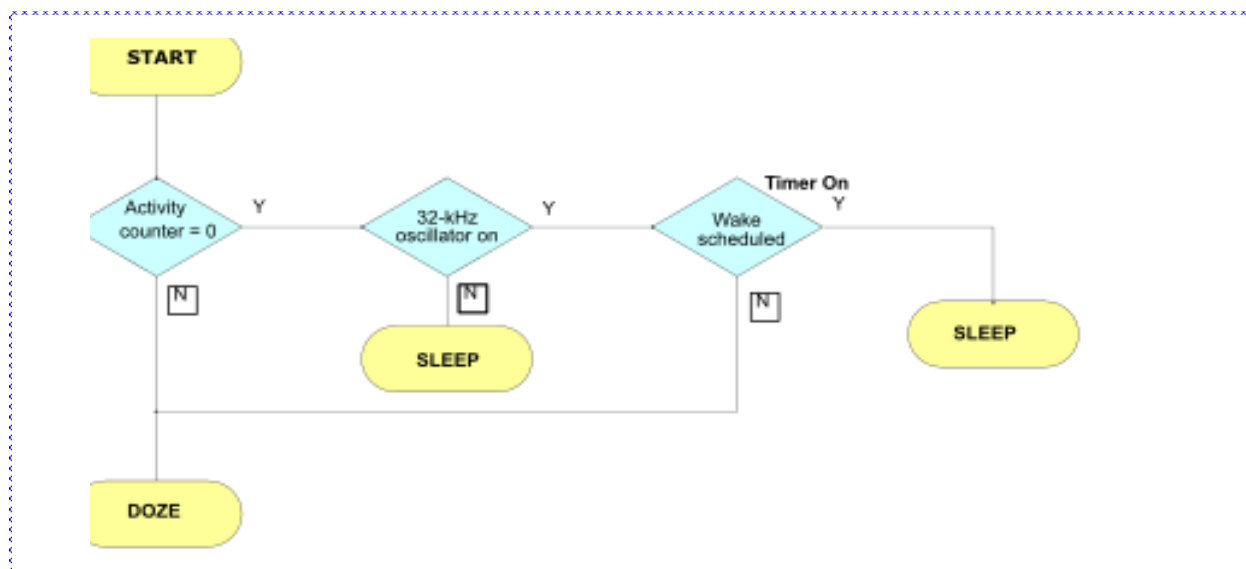 START
Timer On
Activity
counter = 0
Y
32-kHz
oscillator on
Y
Wake
scheduled
Y
N
N
N
SLEEP
SLEEP
DOZE